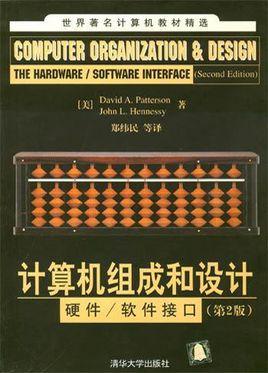 世界著名计算机教材精选
COMPUTER ORGANIZATION & DESIGN
THE HARDWARE / SOFTWARE INTERFACE (Second Edition)
[美] David A. Patterson 著
John L. Hennessy
郑纬民 等译
计算机组成和设计
硬件/软件接口(第2版)
清华大学出版社